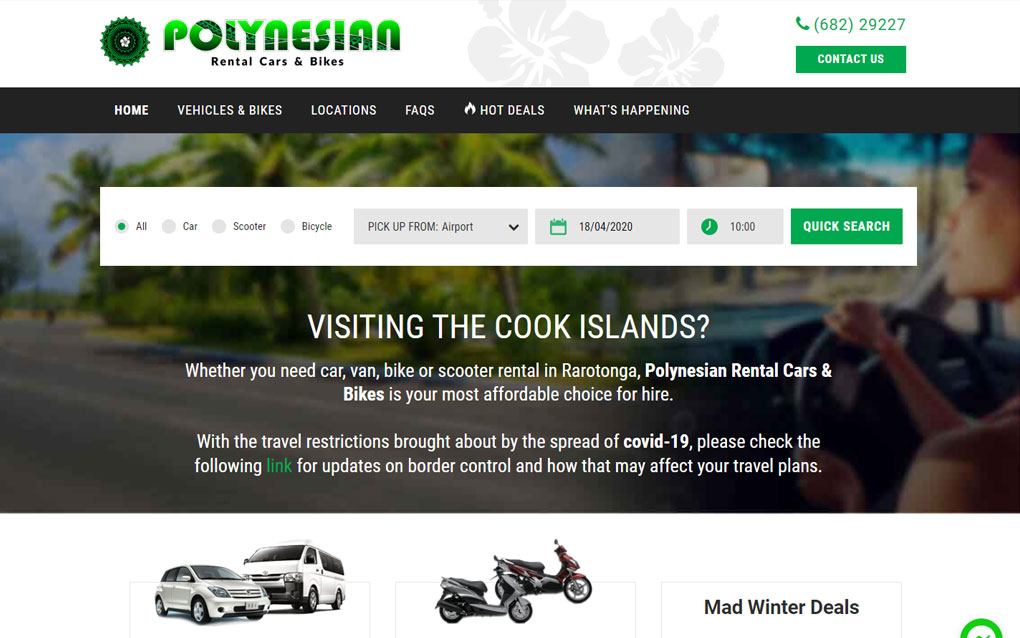 POLYNESIAN
Rental Cars & Bikes
(682) 29227
CONTACT US
HOME VEHICLES & BIKES LOCATIONS FAQS HOT DEALS WHAT'S HAPPENING
All Car Scooter Bicycle PICK UP FROM: Airport 18/04/2020 10:00 QUICK SEARCH
VISITING THE COOK ISLANDS?
Whether you need car, van, bike or scooter rental in Rarotonga, Polynesian Rental Cars &
Bikes is your most affordable choice for hire.
With the travel restrictions brought about by the spread of covid-19, please check the
following link for updates on border control and how that may affect your travel plans.
Mad Winter Deals